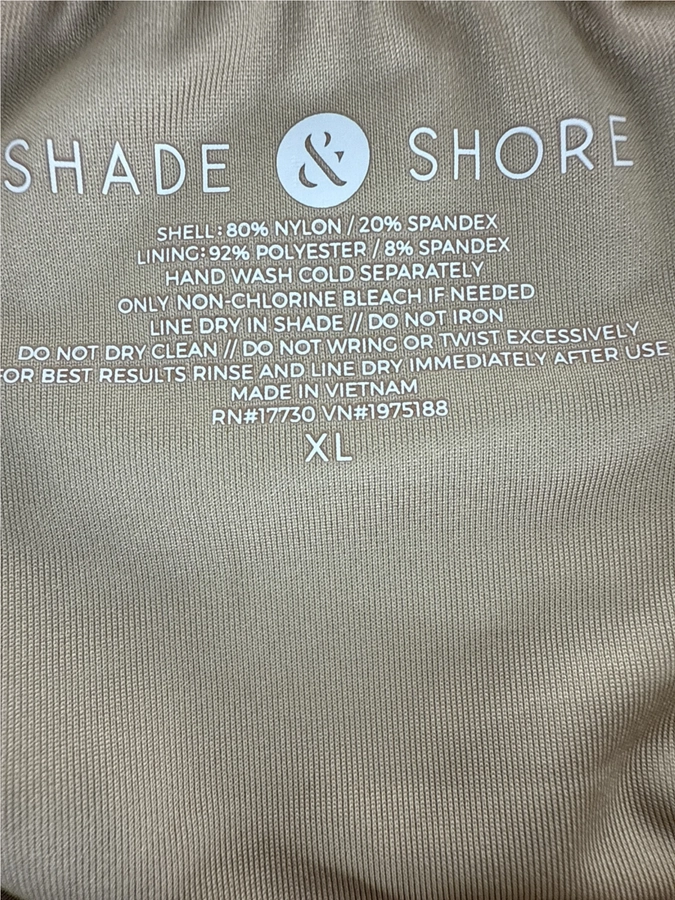 SHADE & SHORE
SHELL: 80% NYLON / 20% SPANDEX
LINING: 92% POLYESTER / 8% SPANDEX
HAND WASH COLD SEPARATELY
ONLY NON-CHLORINE BLEACH IF NEEDED
LINE DRY IN SHADE // DO NOT IRON
DO NOT DRY CLEAN // DO NOT WRING OR TWIST EXCESSIVELY
FOR BEST RESULTS RINSE AND LINE DRY IMMEDIATELY AFTER USE
MADE IN VIETNAM
RN#17730 VN#1975188
XL